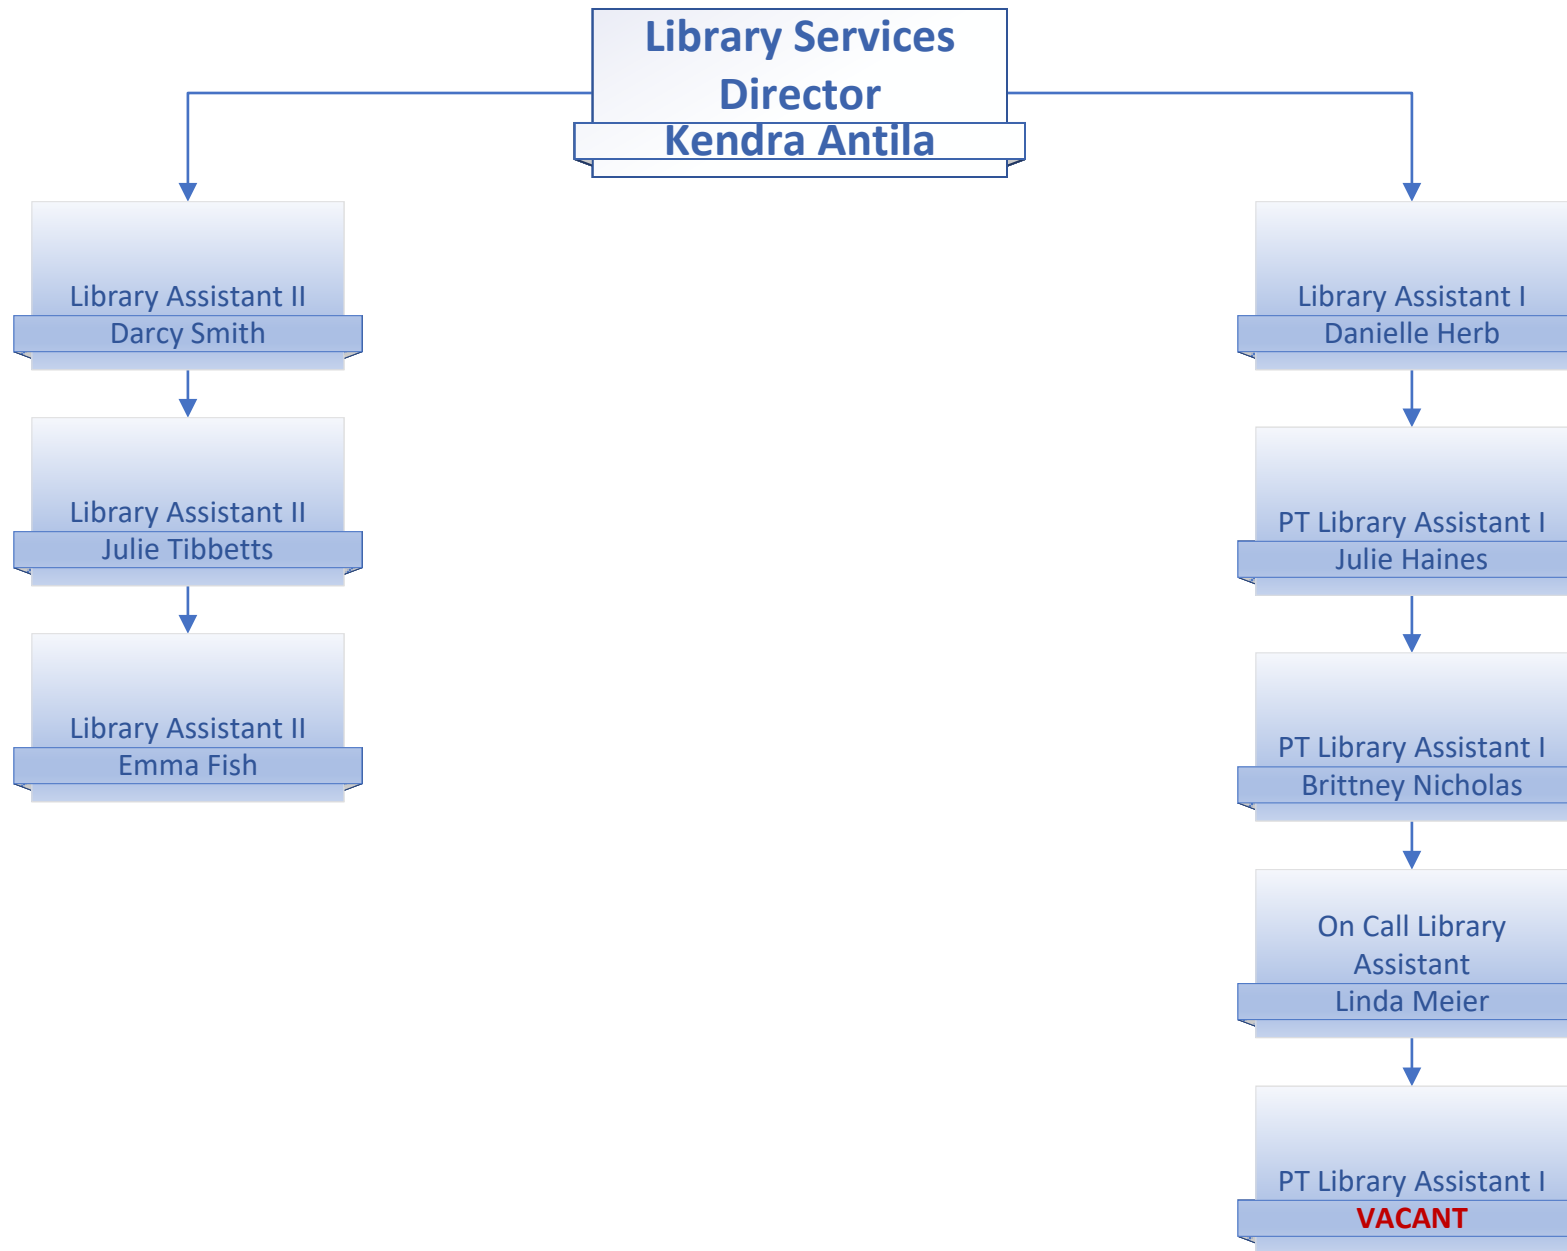 Library Services
Director
Kendra Antila
Library Assistant II
Darcy Smith
Library Assistant II
Julie Tibbetts
Library Assistant II
Emma Fish
Library Assistant I
Danielle Herb
PT Library Assistant I
Julie Haines
PT Library Assistant I
Brittney Nicholas
On Call Library
Assistant
Linda Meier
PT Library Assistant I
VACANT